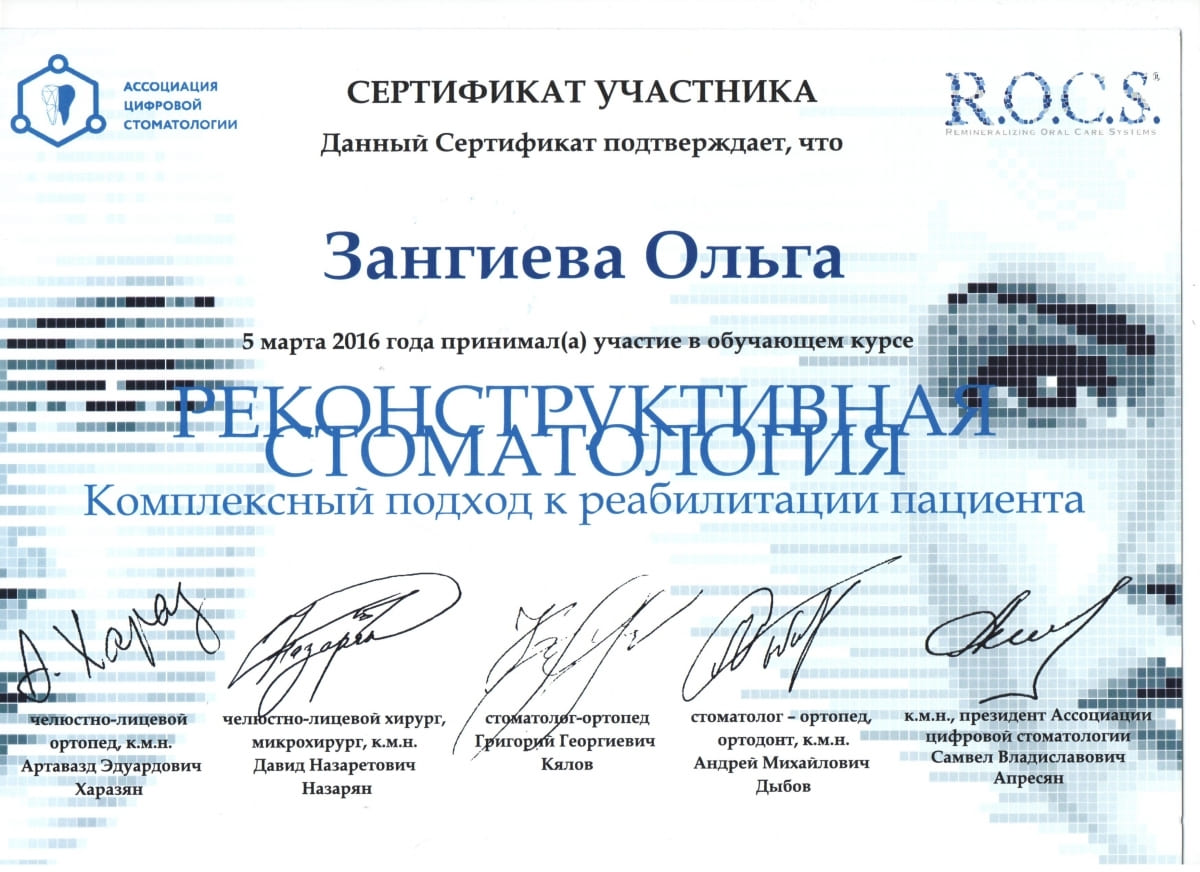 АССОЦИАЦИЯ
ЦИФРОВОЙ
СТОМАТОЛОГИИ
СЕРТИФИКАТ УЧАСТНИКА
R.O.C.S.®
REMINERALIZING ORAL CARE SYSTEMS
Данный Сертификат подтверждает, что
Зангиева Ольга
5 марта 2016 года принимал(а) участие в обучающем курсе
РЕКОНСТРУКТИВНАЯ
СТОМАТОЛОГИЯ
Комплексный подход к реабилитации пациента
А. Хараз
Назарян
челюстно-лицевой
ортопед, к.м.н.
Артавазд Эдуардович
Харазян
челюстно-лицевой хирург,
микрохирург, к.м.н.
Давид Назаретович
Назарян
стоматолог-ортопед
Григорий Георгиевич
Кялов
стоматолог – ортопед,
ортодонт, к.м.н.
Андрей Михайлович
Дыбов
к.м.н., президент Ассоциации
цифровой стоматологии
Самвел Владиславович
Апресян